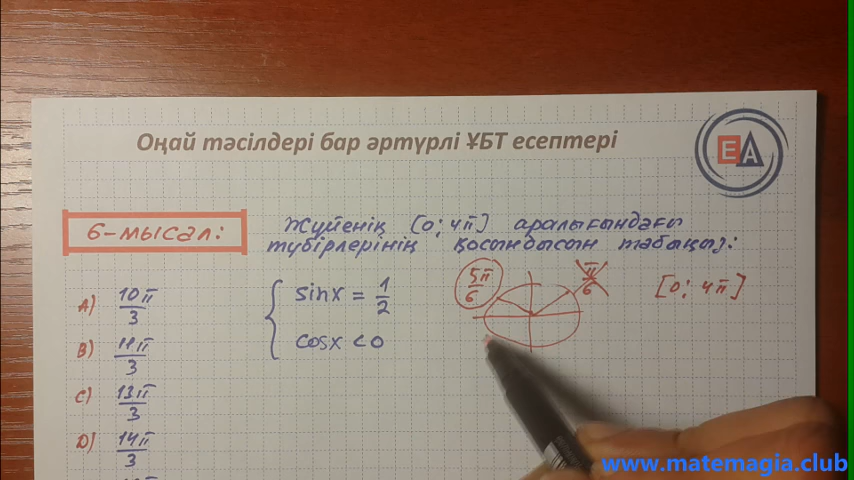 Оңай тәсілдері бар әртүрлі ҰБТ есептері
EA
6-мысал:
Жүйенің [0; 4π] аралығындағы
түбірлерінің қосындысын табыңыз:
A) 10π/3
B) 11π/3
C) 13π/3
D) 14π/3
sinx = 1/2
cosx < 0
5π/6
π/6
[0; 4π]
www.matemagia.club